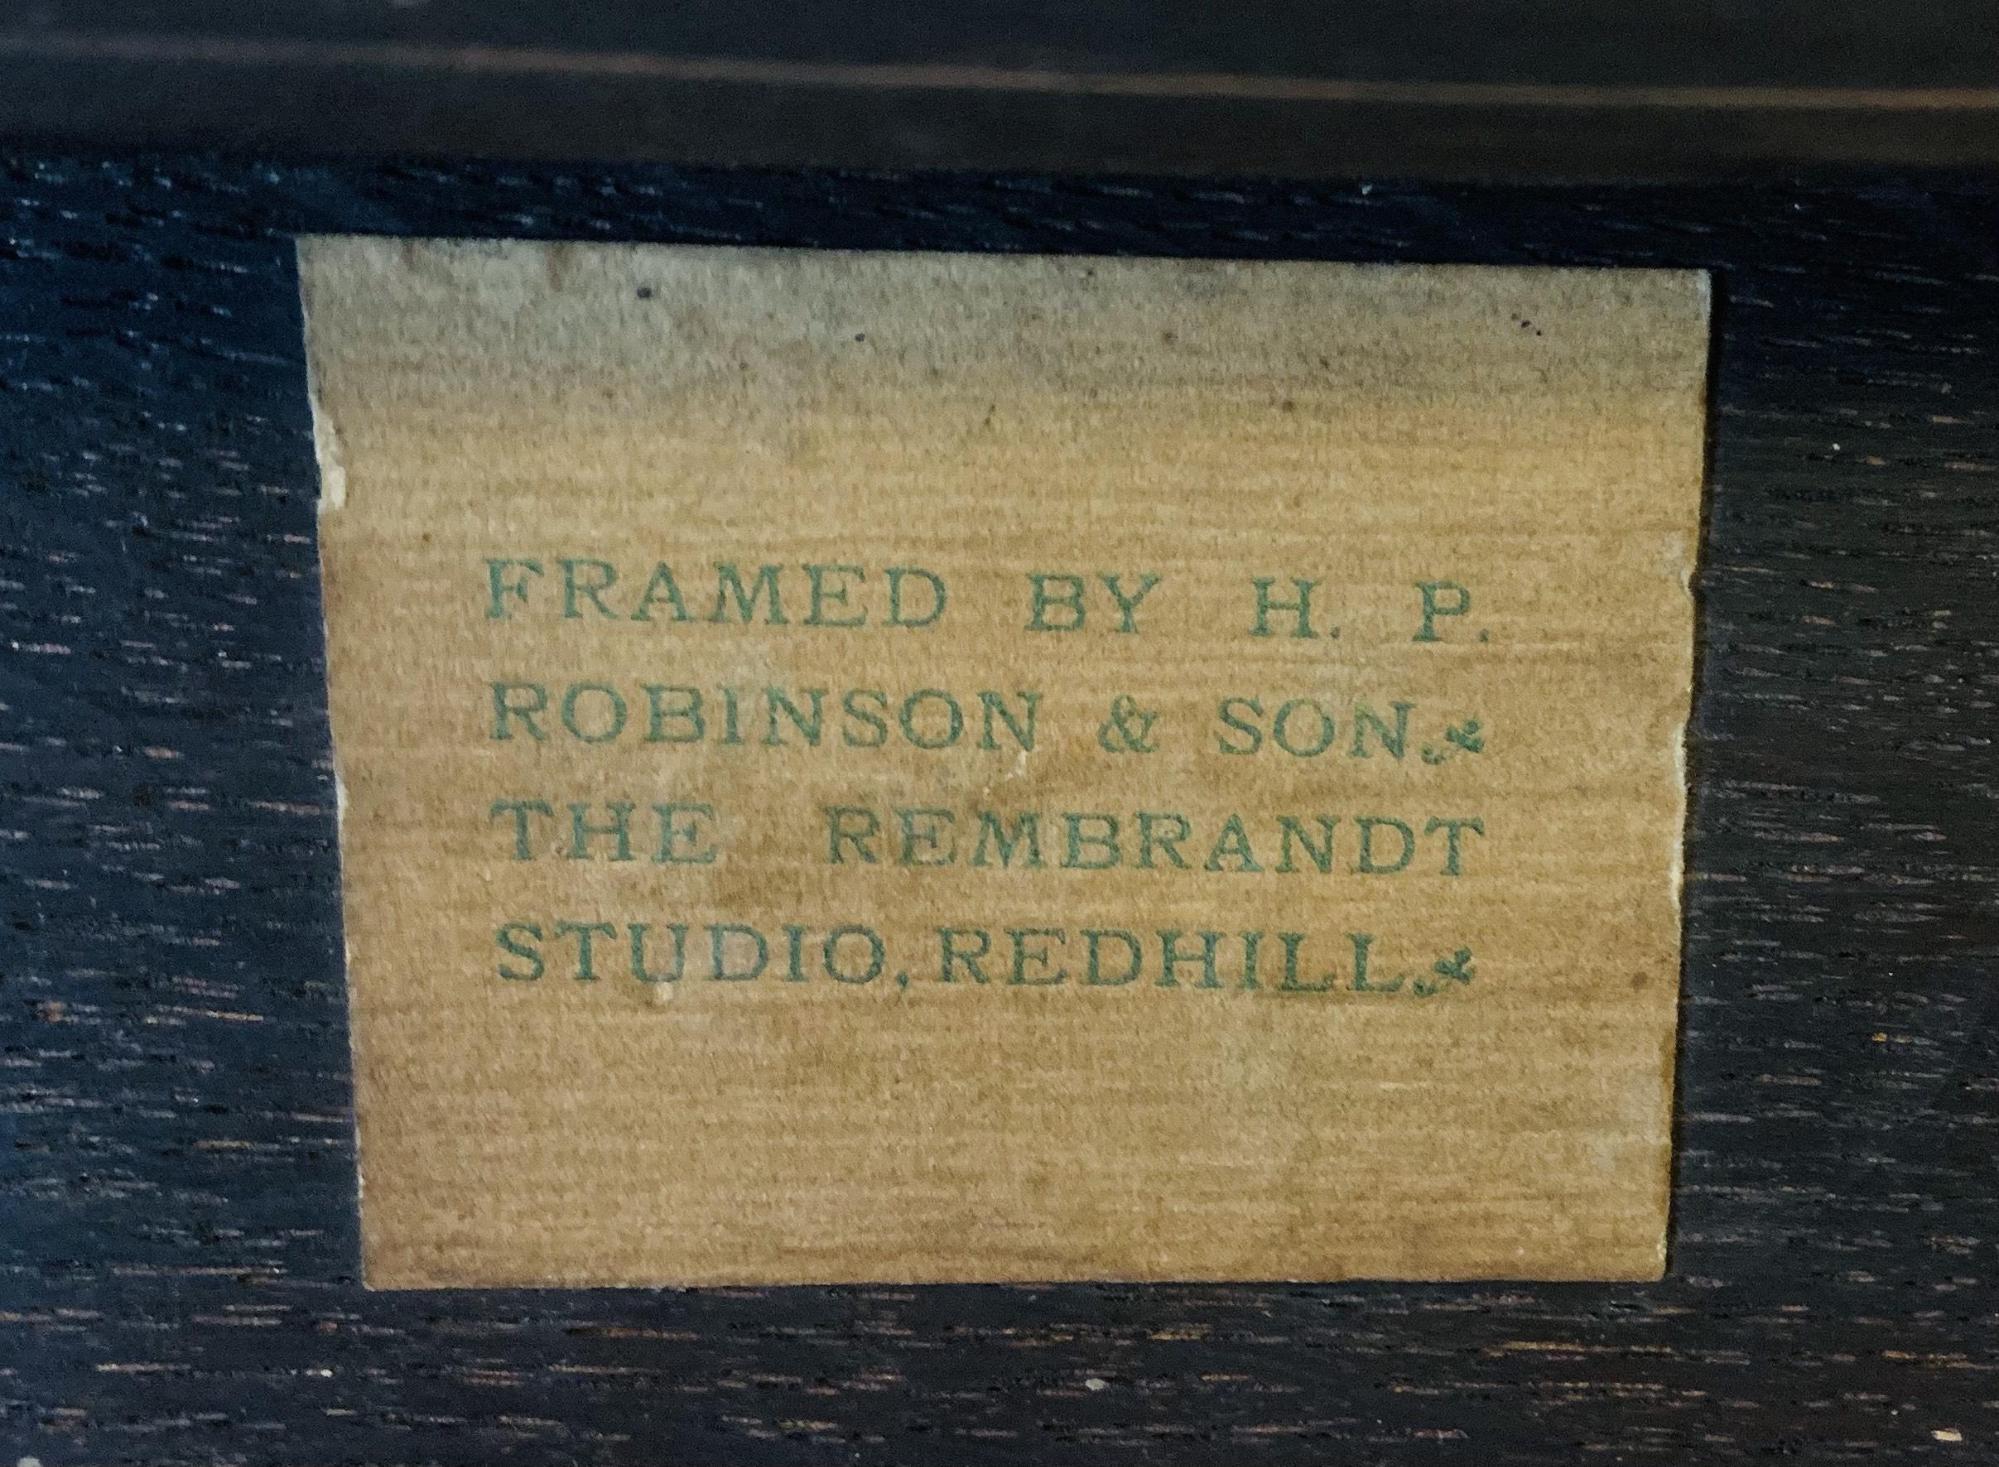 FRAMED BY H. P.
ROBINSON & SON.
THE REMBRANDT
STUDIO, REDHILL.